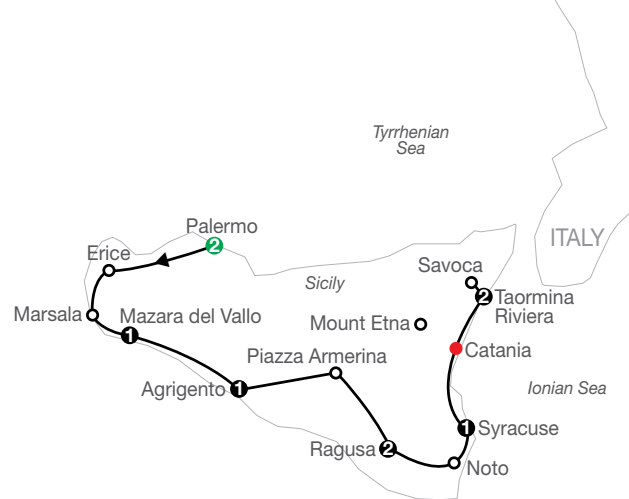 Tyrrhenian
Sea
Palermo
2
ITALY
Erice
Savoca
Sicily
2
Taormina
Riviera
Marsala
Mazara del Vallo
1
Mount Etna
Catania
Piazza Armerina
Agrigento
1
Ionian Sea
1
Syracuse
Ragusa
2
Noto